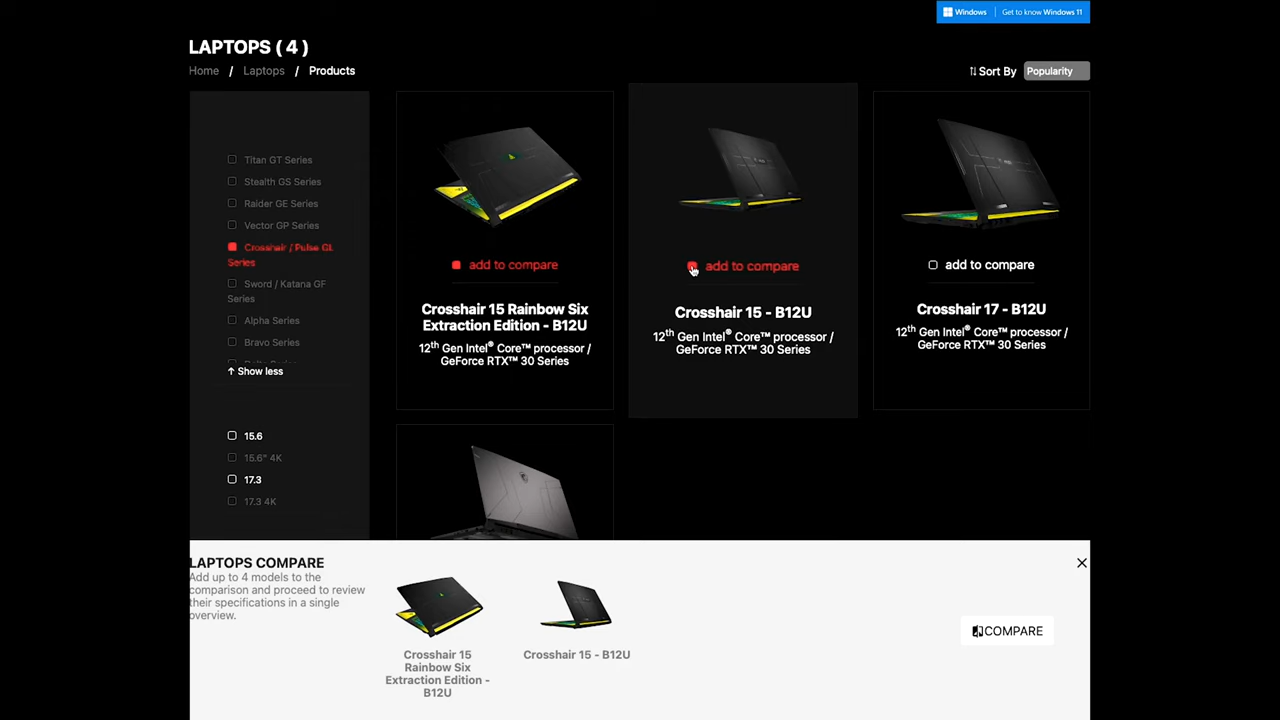 Windows
Get to know Windows 11
LAPTOPS ( 4 )
Home / Laptops / Products
Sort By Popularity
Titan GT Series
Stealth GS Series
Raider GE Series
Vector GP Series
Crosshair / Pulse GL
Series
Sword / Katana GF
Series
Alpha Series
Bravo Series
Show less
15.6
15.6" 4K
17.3
17.3 4K
add to compare
Crosshair 15 Rainbow Six
Extraction Edition - B12U
12th Gen Intel® Core™ processor /
GeForce RTX™ 30 Series
add to compare
Crosshair 15 - B12U
12th Gen Intel® Core™ processor /
GeForce RTX™ 30 Series
add to compare
Crosshair 17 - B12U
12th Gen Intel® Core™ processor /
GeForce RTX™ 30 Series
LAPTOPS COMPARE
Add up to 4 models to the
comparison and proceed to review
their specifications in a single
overview.
Crosshair 15
Rainbow Six
Extraction Edition -
B12U
Crosshair 15 - B12U
COMPARE